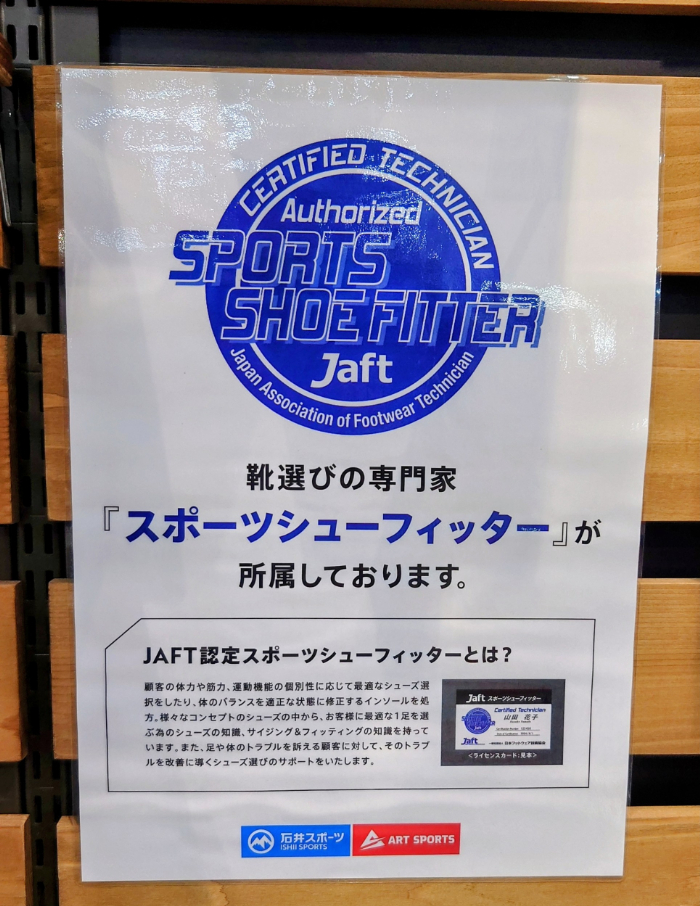 CERTIFIED TECHNICIAN
Authorized
SPORTS
SHOE FITTER
Jaft
Japan Association of Footwear Technician
靴選びの専門家
『スポーツシューフィッター』が
所属しております。
JAFT認定スポーツシューフィッターとは？
顧客の体力や筋力、運動機能の個別性に応じて最適なシューズ選
択をしたり、体のバランスを適正な状態に修正するインソールを処
方。様々なコンセプトのシューズの中から、お客様に最適な1足を選
ぶ為のシューズの知識、サイジング&フィッティングの知識を持って
います。また、足や体のトラブルを訴える顧客に対して、そのトラブ
ルを改善に導くシューズ選びのサポートをいたします。
Jaft スポーツシューフィッター
Certified Technician
山田 花子
Jaft
＜ライセンスカード:見本＞
石井スポーツ
ISHII SPORTS
ART SPORTS